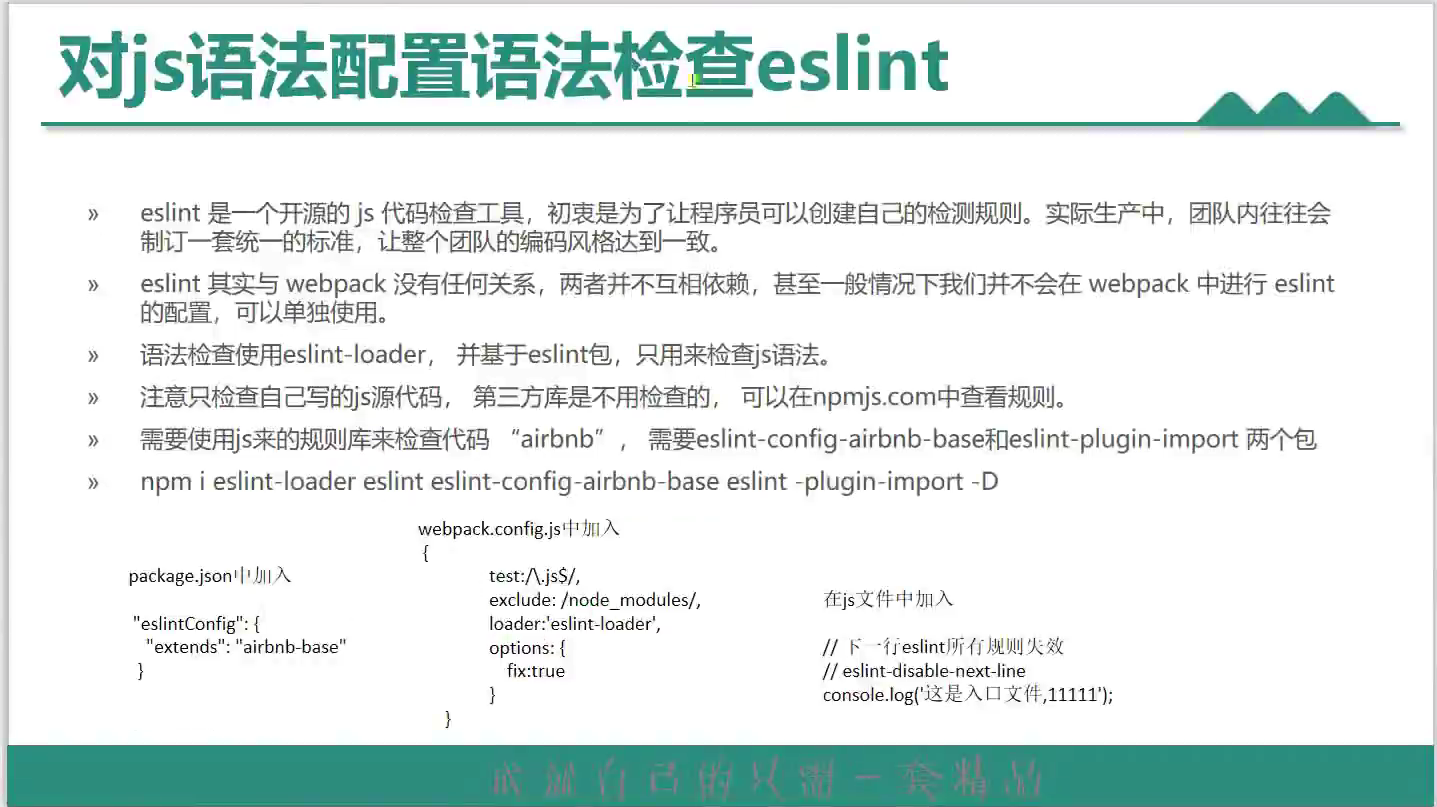 对js语法配置语法检查eslint
» eslint 是一个开源的 js 代码检查工具，初衷是为了让程序员可以创建自己的检测规则。实际生产中，团队内往往会
制订一套统一的标准，让整个团队的编码风格达到一致。
» eslint 其实与 webpack 没有任何关系，两者并不互相依赖，甚至一般情况下我们并不会在 webpack 中进行 eslint
的配置，可以单独使用。
» 语法检查使用eslint-loader， 并基于eslint包，只用来检查js语法。
» 注意只检查自己写的js源代码， 第三方库是不用检查的， 可以在npmjs.com中查看规则。
» 需要使用js来的规则库来检查代码 “airbnb”， 需要eslint-config-airbnb-base和eslint-plugin-import 两个包
» npm i eslint-loader eslint eslint-config-airbnb-base eslint -plugin-import -D
package.json中加入
"eslintConfig": {
"extends": "airbnb-base"
}
webpack.config.js中加入
{
test:/\.js$/,
exclude: /node_modules/,
loader:'eslint-loader',
options: {
fix:true
}
}
在js文件中加入
// 下一行eslint所有规则失效
// eslint-disable-next-line
console.log('这是入口文件,11111');
自己的
一套精品